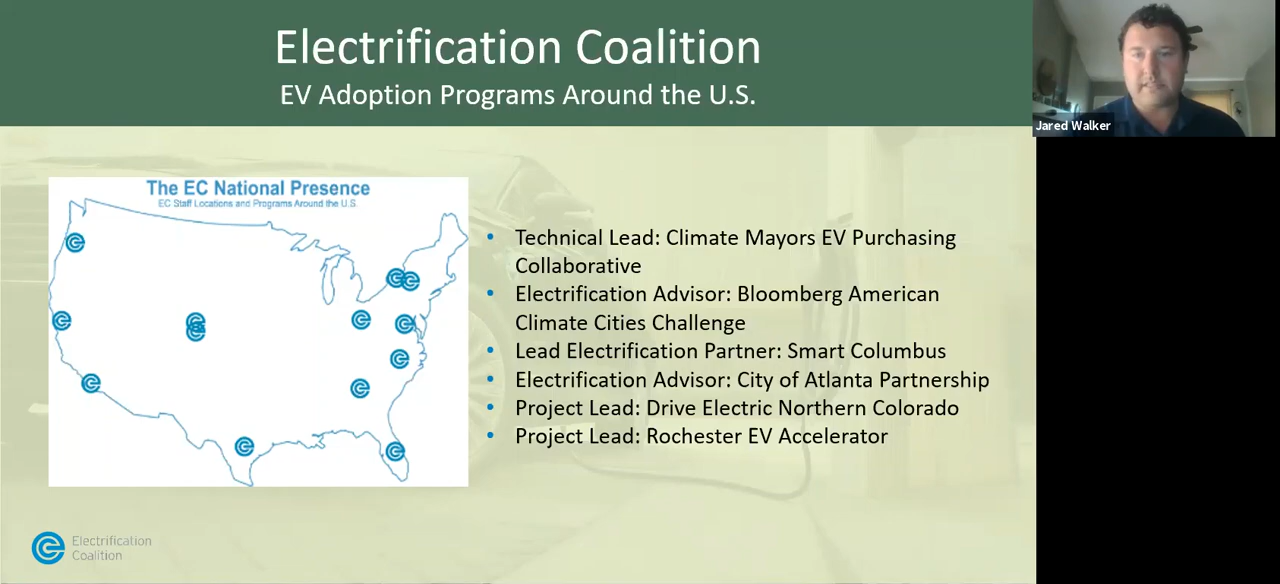 Electrification Coalition
EV Adoption Programs Around the U.S.
Jared Walker
The EC National Presence
EC Staff Locations and Programs Around the U.S.
• Technical Lead: Climate Mayors EV Purchasing
Collaborative
• Electrification Advisor: Bloomberg American
Climate Cities Challenge
• Lead Electrification Partner: Smart Columbus
• Electrification Advisor: City of Atlanta Partnership
• Project Lead: Drive Electric Northern Colorado
• Project Lead: Rochester EV Accelerator
Electrification
Coalition